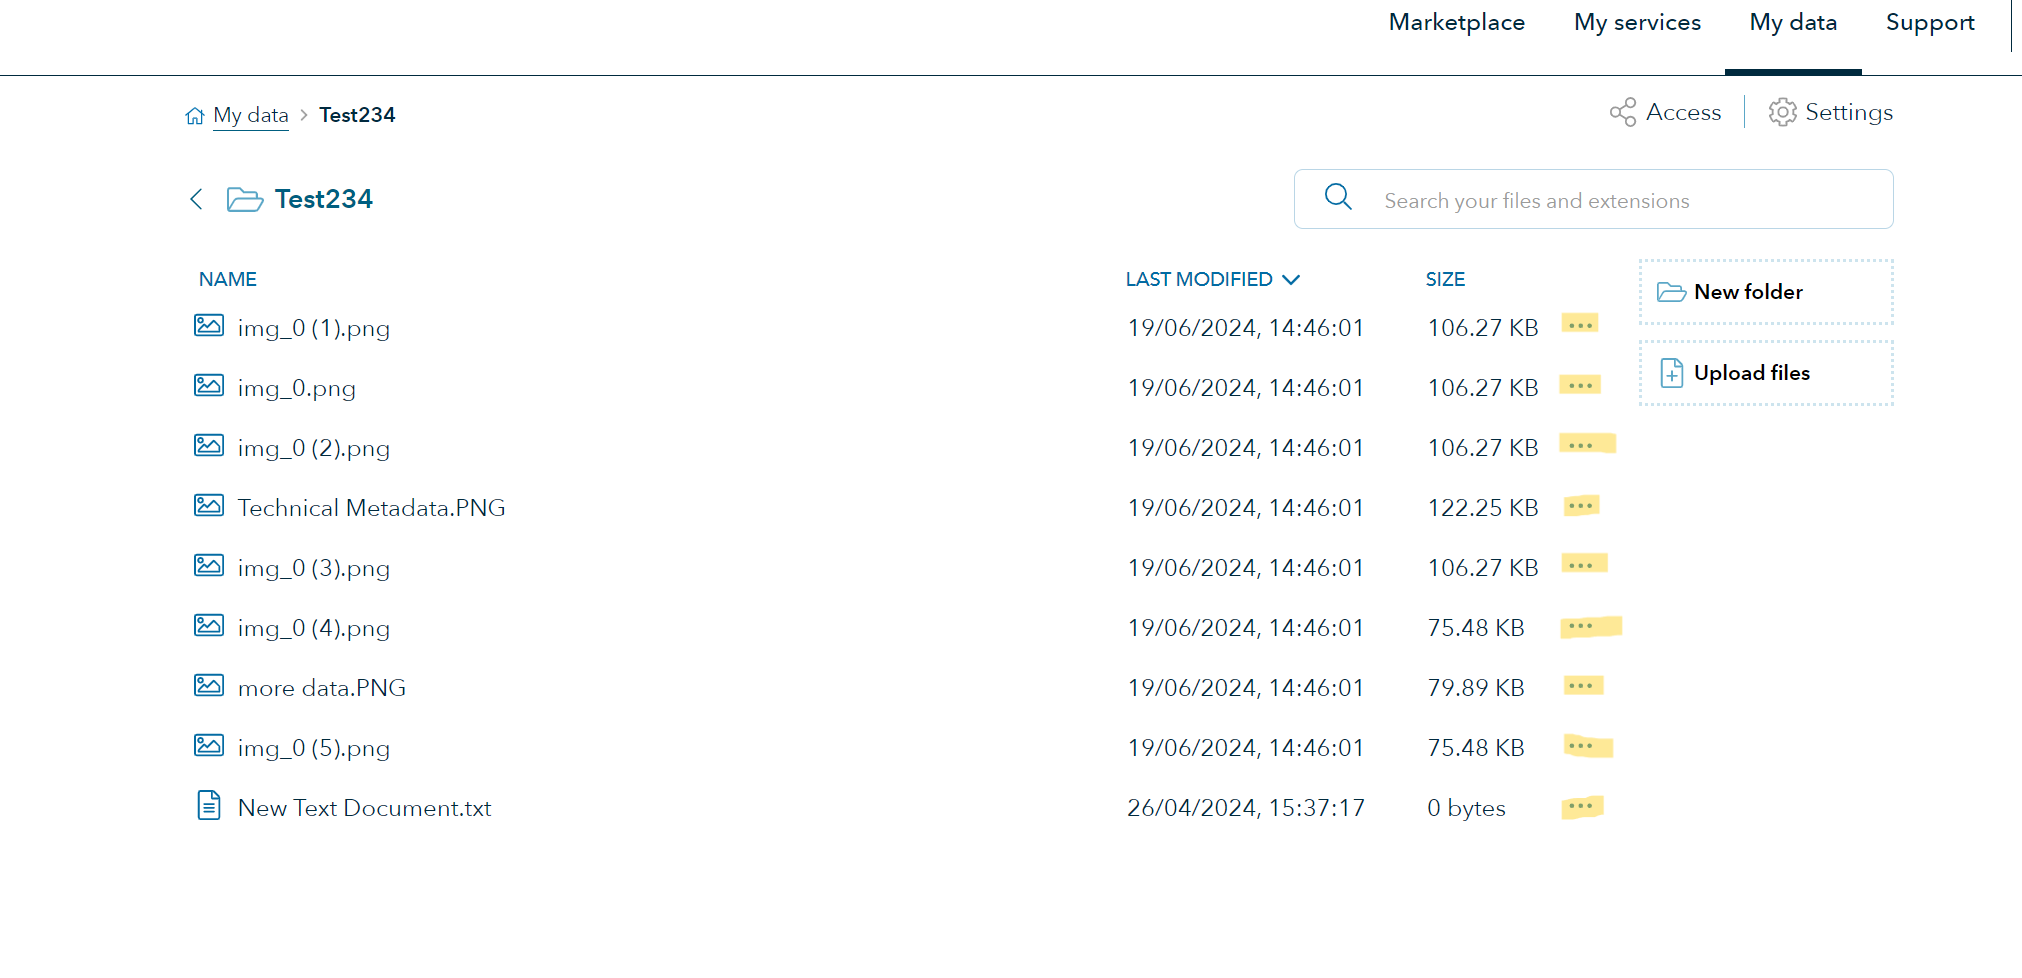 Marketplace My services My data Support
My data > Test234 Access Settings
Test234 Search your files and extensions
NAME LAST MODIFIED SIZE
New folder
img_0 (1).png 19/06/2024, 14:46:01 106.27 KB ...
Upload files
img_0.png 19/06/2024, 14:46:01 106.27 KB ...
img_0 (2).png 19/06/2024, 14:46:01 106.27 KB ...
Technical Metadata.PNG 19/06/2024, 14:46:01 122.25 KB ...
img_0 (3).png 19/06/2024, 14:46:01 106.27 KB ...
img_0 (4).png 19/06/2024, 14:46:01 75.48 KB ...
more data.PNG 19/06/2024, 14:46:01 79.89 KB ...
img_0 (5).png 19/06/2024, 14:46:01 75.48 KB ...
New Text Document.txt 26/04/2024, 15:37:17 0 bytes ...